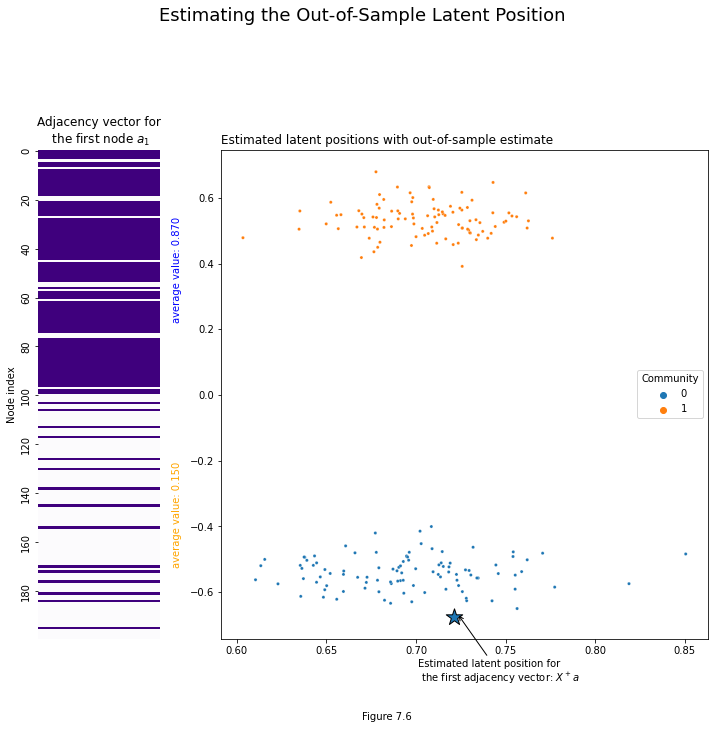 Estimating the Out-of-Sample Latent Position
Adjacency vector for
the first node a₁
Node index
0
20
40
60
80
100
120
140
160
180
average value: 0.870
average value: 0.150
Estimated latent positions with out-of-sample estimate
0.6
0.4
0.2
0.0
−0.2
−0.4
−0.6
0.60
0.65
0.70
0.75
0.80
0.85
Community
0
1
Estimated latent position for
the first adjacency vector: X⁺a
Figure 7.6